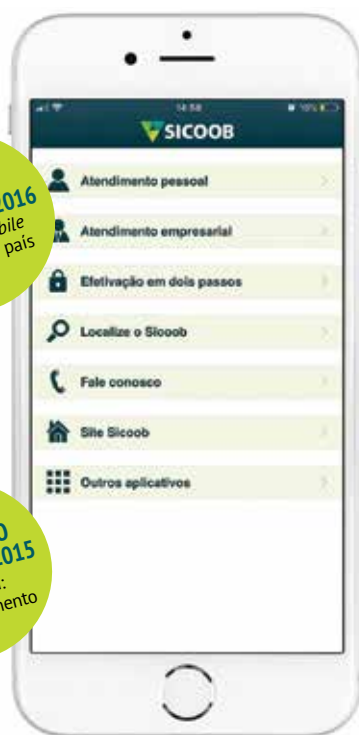 14:58
SICOOB
2016
bile
país
Atendimento pessoal
Atendimento empresarial
Efetivação em dois passos
Localize o Sicoob
Fale conosco
Site Sicoob
Outros aplicativos
O
2015
mento